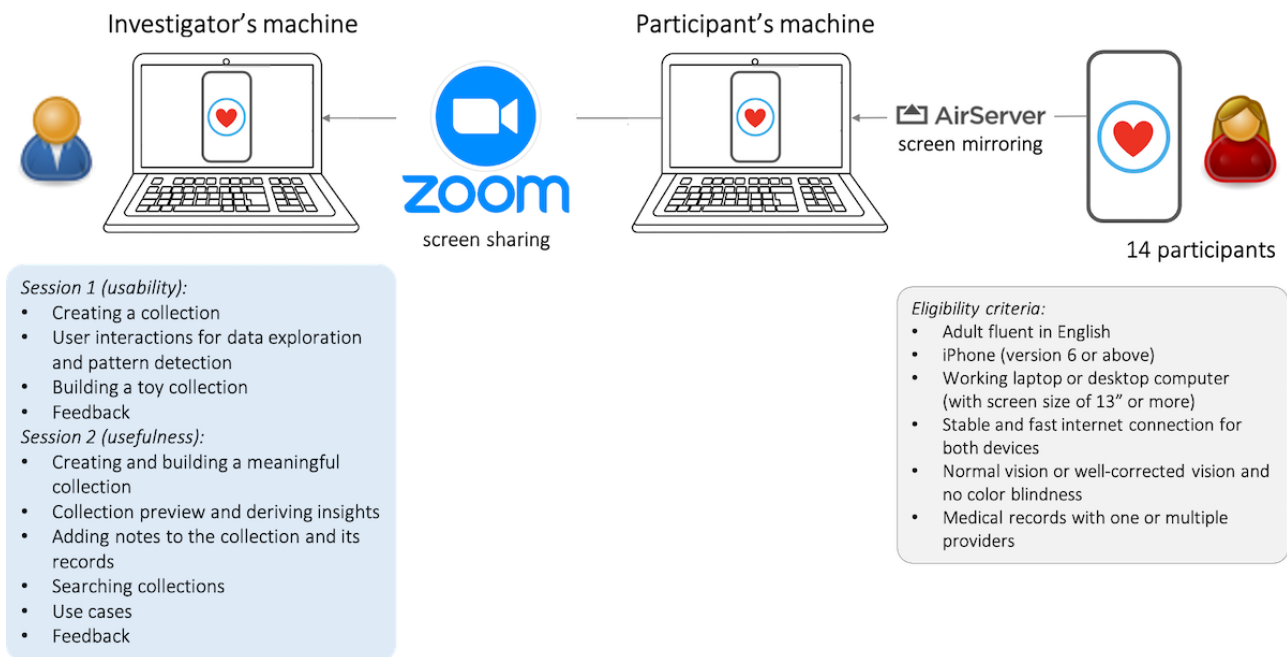 Investigator's machine
Participant's machine
zoom
screen sharing
AirServer
screen mirroring
14 participants
Session 1 (usability):
• Creating a collection
• User interactions for data exploration
and pattern detection
• Building a toy collection
• Feedback
Session 2 (usefulness):
• Creating and building a meaningful
collection
• Collection preview and deriving insights
• Adding notes to the collection and its
records
• Searching collections
• Use cases
• Feedback
Eligibility criteria:
• Adult fluent in English
• iPhone (version 6 or above)
• Working laptop or desktop computer
(with screen size of 13” or more)
• Stable and fast internet connection for
both devices
• Normal vision or well-corrected vision and
no color blindness
• Medical records with one or multiple
providers